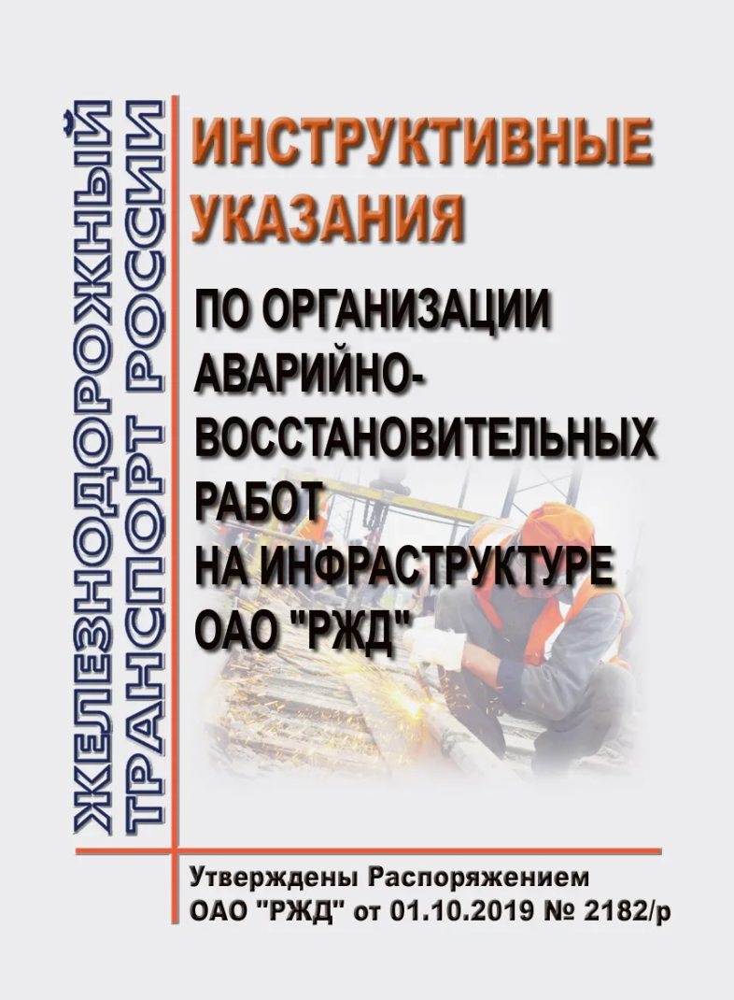 ЖЕЛЕЗНОДОРОЖНЫЙ
ТРАНСПОРТ РОССИИ
ИНСТРУКТИВНЫЕ
УКАЗАНИЯ
ПО ОРГАНИЗАЦИИ
АВАРИЙНО-
ВОССТАНОВИТЕЛЬНЫХ
РАБОТ
НА ИНФРАСТРУКТУРЕ
ОАО "РЖД"
Утверждены Распоряжением
ОАО "РЖД" от 01.10.2019 № 2182/р